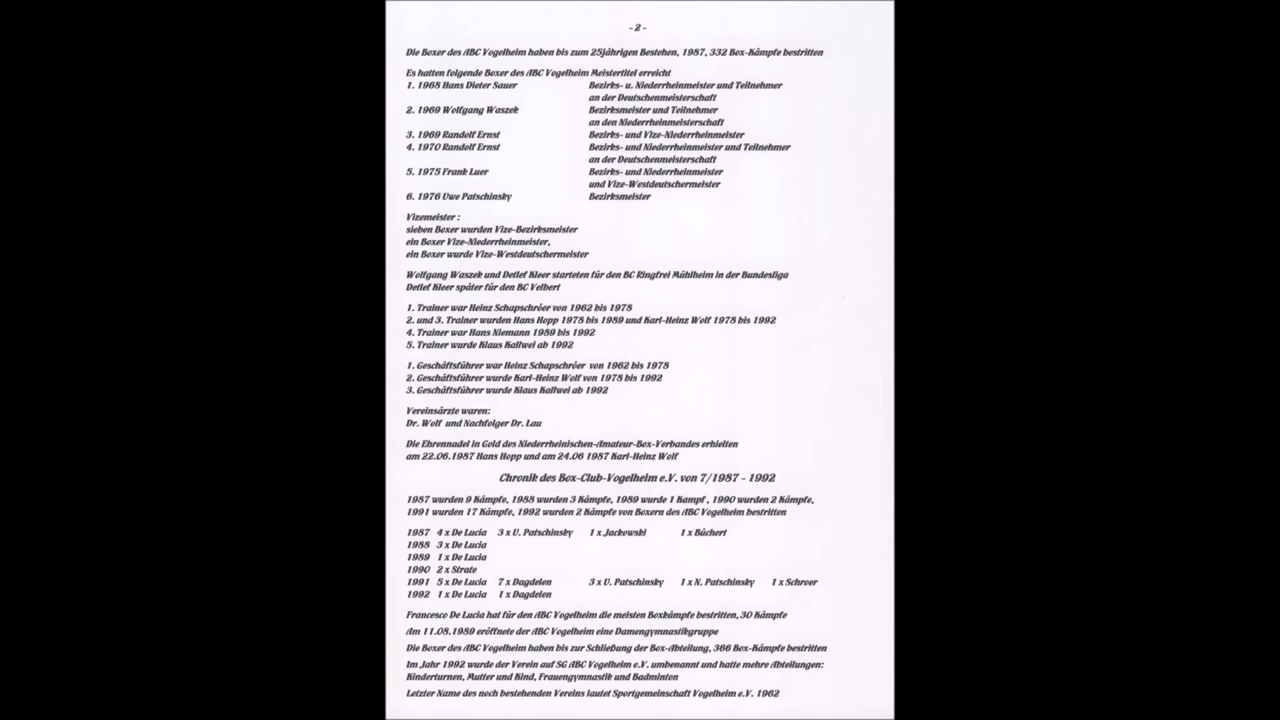 - 2 -
Die Boxer des ABC Vogelheim haben bis zum 25jährigen Bestehen, 1987, 332 Box-Kämpfe bestritten
Es hatten folgende Boxer des ABC Vogelheim Meistertitel erreicht
1. 1968 Hans Dieter Sauer Bezirks- u. Niederrheinmeister und Teilnehmer
an der Deutschenmeisterschaft
2. 1969 Wolfgang Waszek Bezirksmeister und Teilnehmer
an den Niederrheinmeisterschaft
3. 1969 Randolf Ernst Bezirks- und Vize-Niederrheinmeister
4. 1970 Randolf Ernst Bezirks- und Niederrheinmeister und Teilnehmer
an der Deutschenmeisterschaft
5. 1975 Frank Luer Bezirks- und Niederrheinmeister
und Vize-Westdeutschermeister
6. 1976 Uwe Patschinsky Bezirksmeister
Vizemeister :
sieben Boxer wurden Vize-Bezirksmeister
ein Boxer Vize-Niederrheinmeister,
ein Boxer wurde Vize-Westdeutschermeister
Wolfgang Waszek und Detlef Kleer starteten für den BC Ringfrei Mühlheim in der Bundesliga
Detlef Kleer später für den BC Velbert
1. Trainer war Heinz Schapschröer von 1962 bis 1978
2. und 3. Trainer wurden Hans Hopp 1978 bis 1989 und Karl-Heinz Wolf 1978 bis 1992
4. Trainer war Hans Niemann 1989 bis 1992
5. Trainer wurde Klaus Kallwei ab 1992
1. Geschäftsführer war Heinz Schapschröer von 1962 bis 1978
2. Geschäftsführer wurde Karl-Heinz Wolf von 1978 bis 1992
3. Geschäftsführer wurde Klaus Kallwei ab 1992
Vereinsärzte waren:
Dr. Wolf und Nachfolger Dr. Lau
Die Ehrennadel in Gold des Niederrheinischen-Amateur-Box-Verbandes erhielten
am 22.06.1987 Hans Hopp und am 24.06 1987 Karl-Heinz Wolf
Chronik des Box-Club-Vogelheim e.V. von 7/1987 - 1992
1987 wurden 9 Kämpfe, 1988 wurden 3 Kämpfe, 1989 wurde 1 Kampf , 1990 wurden 2 Kämpfe,
1991 wurden 17 Kämpfe, 1992 wurden 2 Kämpfe von Boxern des ABC Vogelheim bestritten
1987 4 x De Lucia 3 x U. Patschinsky 1 x Jackowski 1 x Büchert
1988 3 x De Lucia
1989 1 x De Lucia
1990 2 x Strate
1991 5 x De Lucia 7 x Dagdelen 3 x U. Patschinsky 1 x N. Patschinsky 1 x Schroer
1992 1 x De Lucia 1 x Dagdelen
Francesco De Lucia hat für den ABC Vogelheim die meisten Boxkämpfe bestritten, 30 Kämpfe
Am 11.08.1989 eröffnete der ABC Vogelheim eine Damengymnastikgruppe
Die Boxer des ABC Vogelheim haben bis zur Schließung der Box-Abteilung, 366 Box-Kämpfe bestritten
Im Jahr 1992 wurde der Verein auf SG ABC Vogelheim e.V. umbenannt und hatte mehre Abteilungen:
Kinderturnen, Mutter und Kind, Frauengymnastik und Badminton
Letzter Name des noch bestehenden Vereins lautet Sportgemeinschaft Vogelheim e.V. 1962